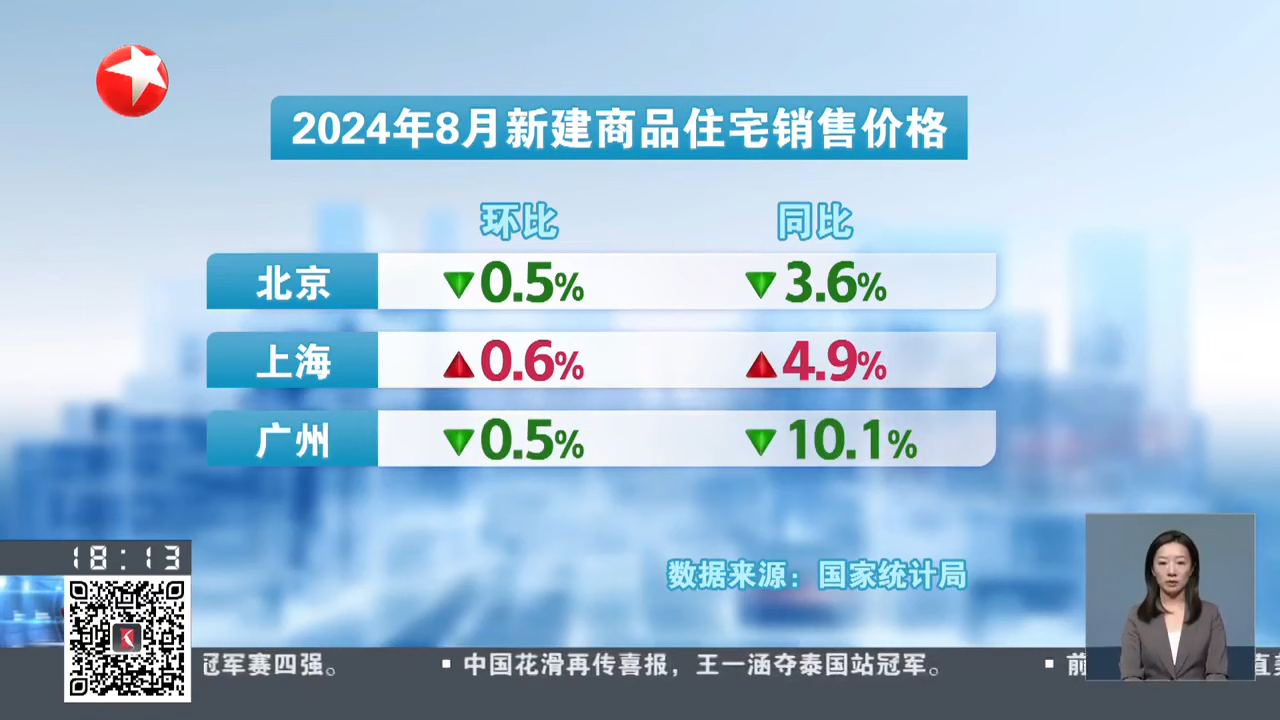 2024年8月新建商品住宅销售价格
环比 同比
北京 0.5% 3.6%
上海 0.6% 4.9%
广州 0.5% 10.1%
数据来源：国家统计局
18:13
冠军赛四强。 ▪ 中国花滑再传喜报，王一涵夺泰国站冠军。 ▪ 前